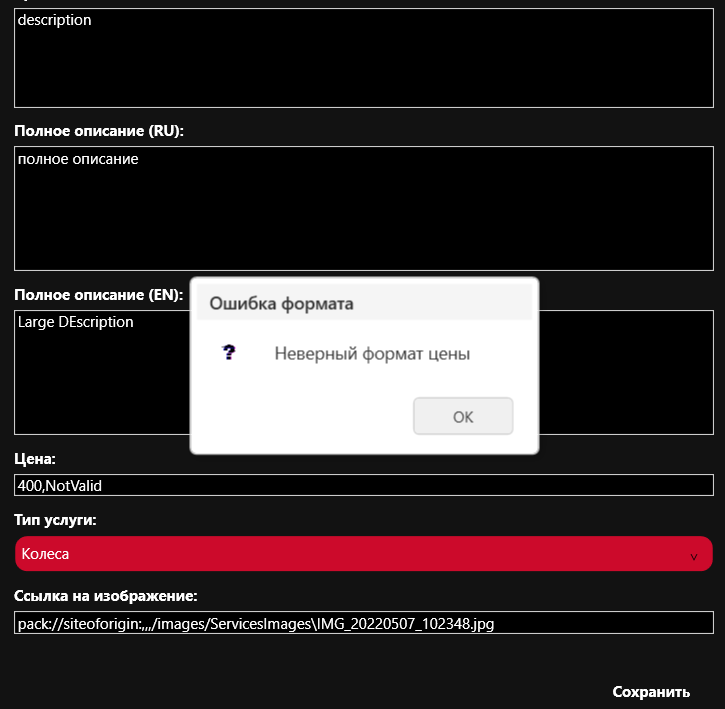 description
Полное описание (RU):
полное описание
Полное описание (EN):
Large DEscription
Ошибка формата
?
Неверный формат цены
OK
Цена:
400,NotValid
Тип услуги:
Колеса
Ссылка на изображение:
pack://siteoforigin:,,,/images/ServicesImages\IMG_20220507_102348.jpg
Сохранить